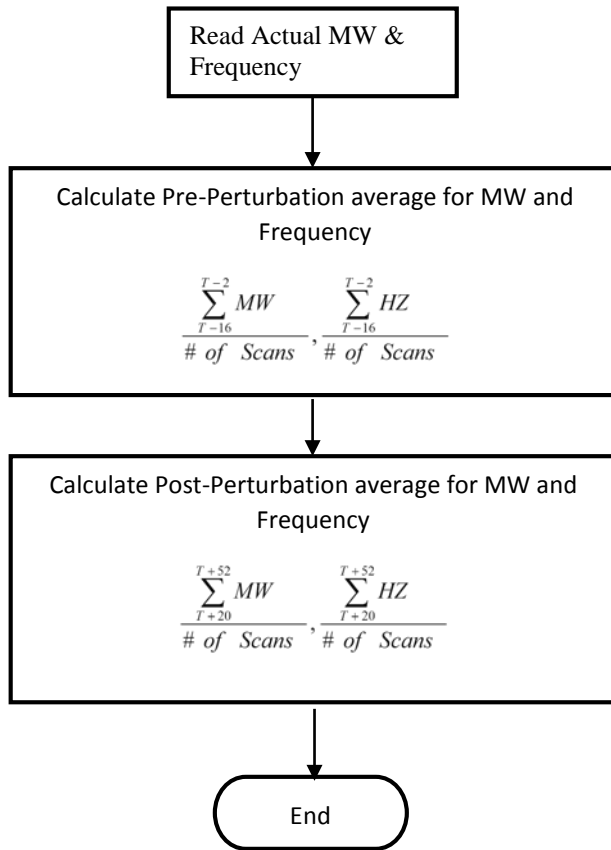 Read Actual MW &
Frequency
Calculate Pre-Perturbation average for MW and
Frequency
T−2 T−2
∑ MW ∑ HZ
T−16 T−16
# of Scans , # of Scans
Calculate Post-Perturbation average for MW and
Frequency
T+52 T+52
∑ MW ∑ HZ
T+20 T+20
# of Scans , # of Scans
End